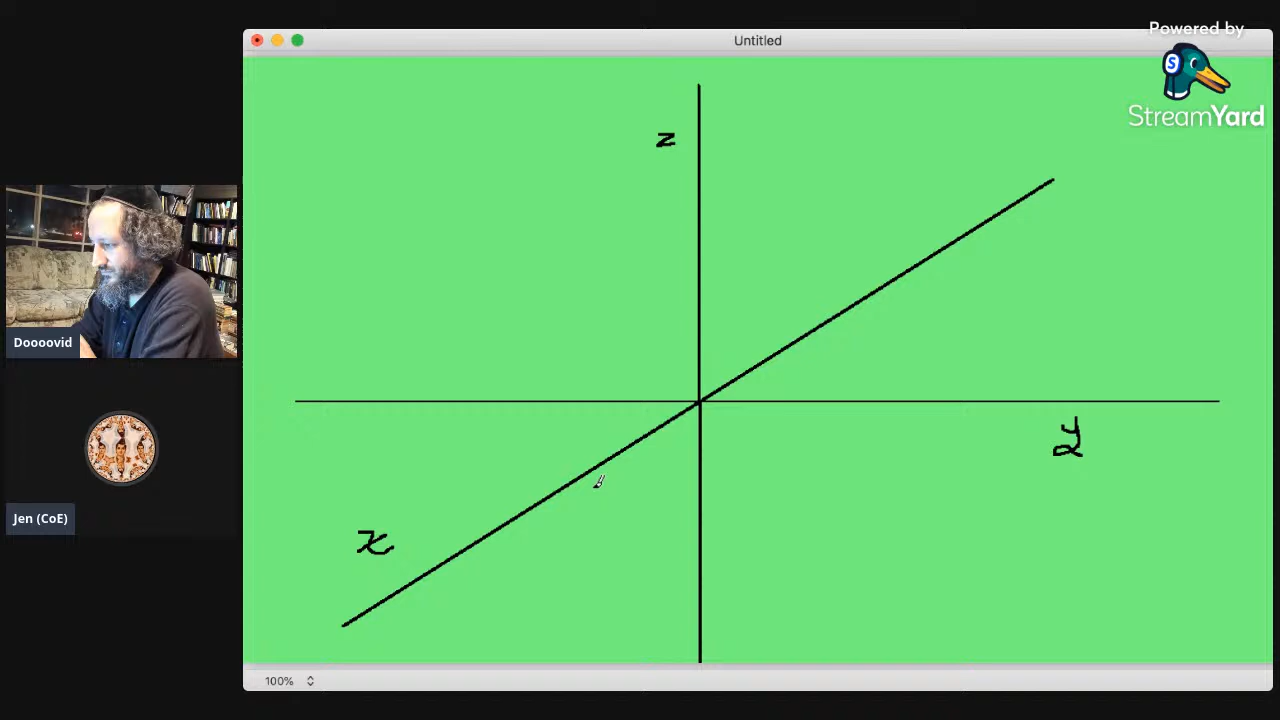 Untitled
Powered by
S
StreamYard
z
y
x
Doooovid
Jen (CoE)
100%